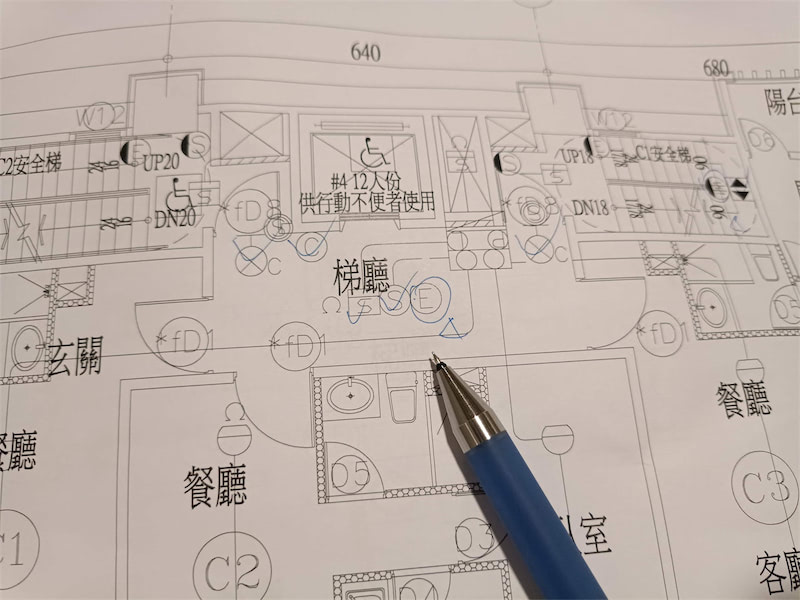 640
680
陽台
W12
W12
C2安全梯
UP20
S
#4 12人份
供行動不便者使用
S
UP18
C1安全梯
D6
DN20
S
*fD8
DN18
C
C
梯廳
S
S
E
*fD1
*fD1
*fD1
D5
玄關
餐廳
餐廳
餐廳
D5
C1
C2
D3
C3
室
客廳